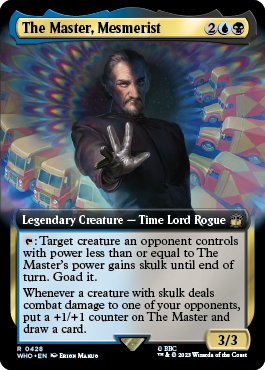 The Master, Mesmerist 2
Legendary Creature — Time Lord Rogue
: Target creature an opponent controls
with power less than or equal to The
Master's power gains skulk until end of
turn. Goad it.
Whenever a creature with skulk deals
combat damage to one of your opponents,
put a +1/+1 counter on The Master and
draw a card.
3/3
R 0428
WHO • EN Brion Makuo
© BBC
™ & © 2023 Wizards of the Coast